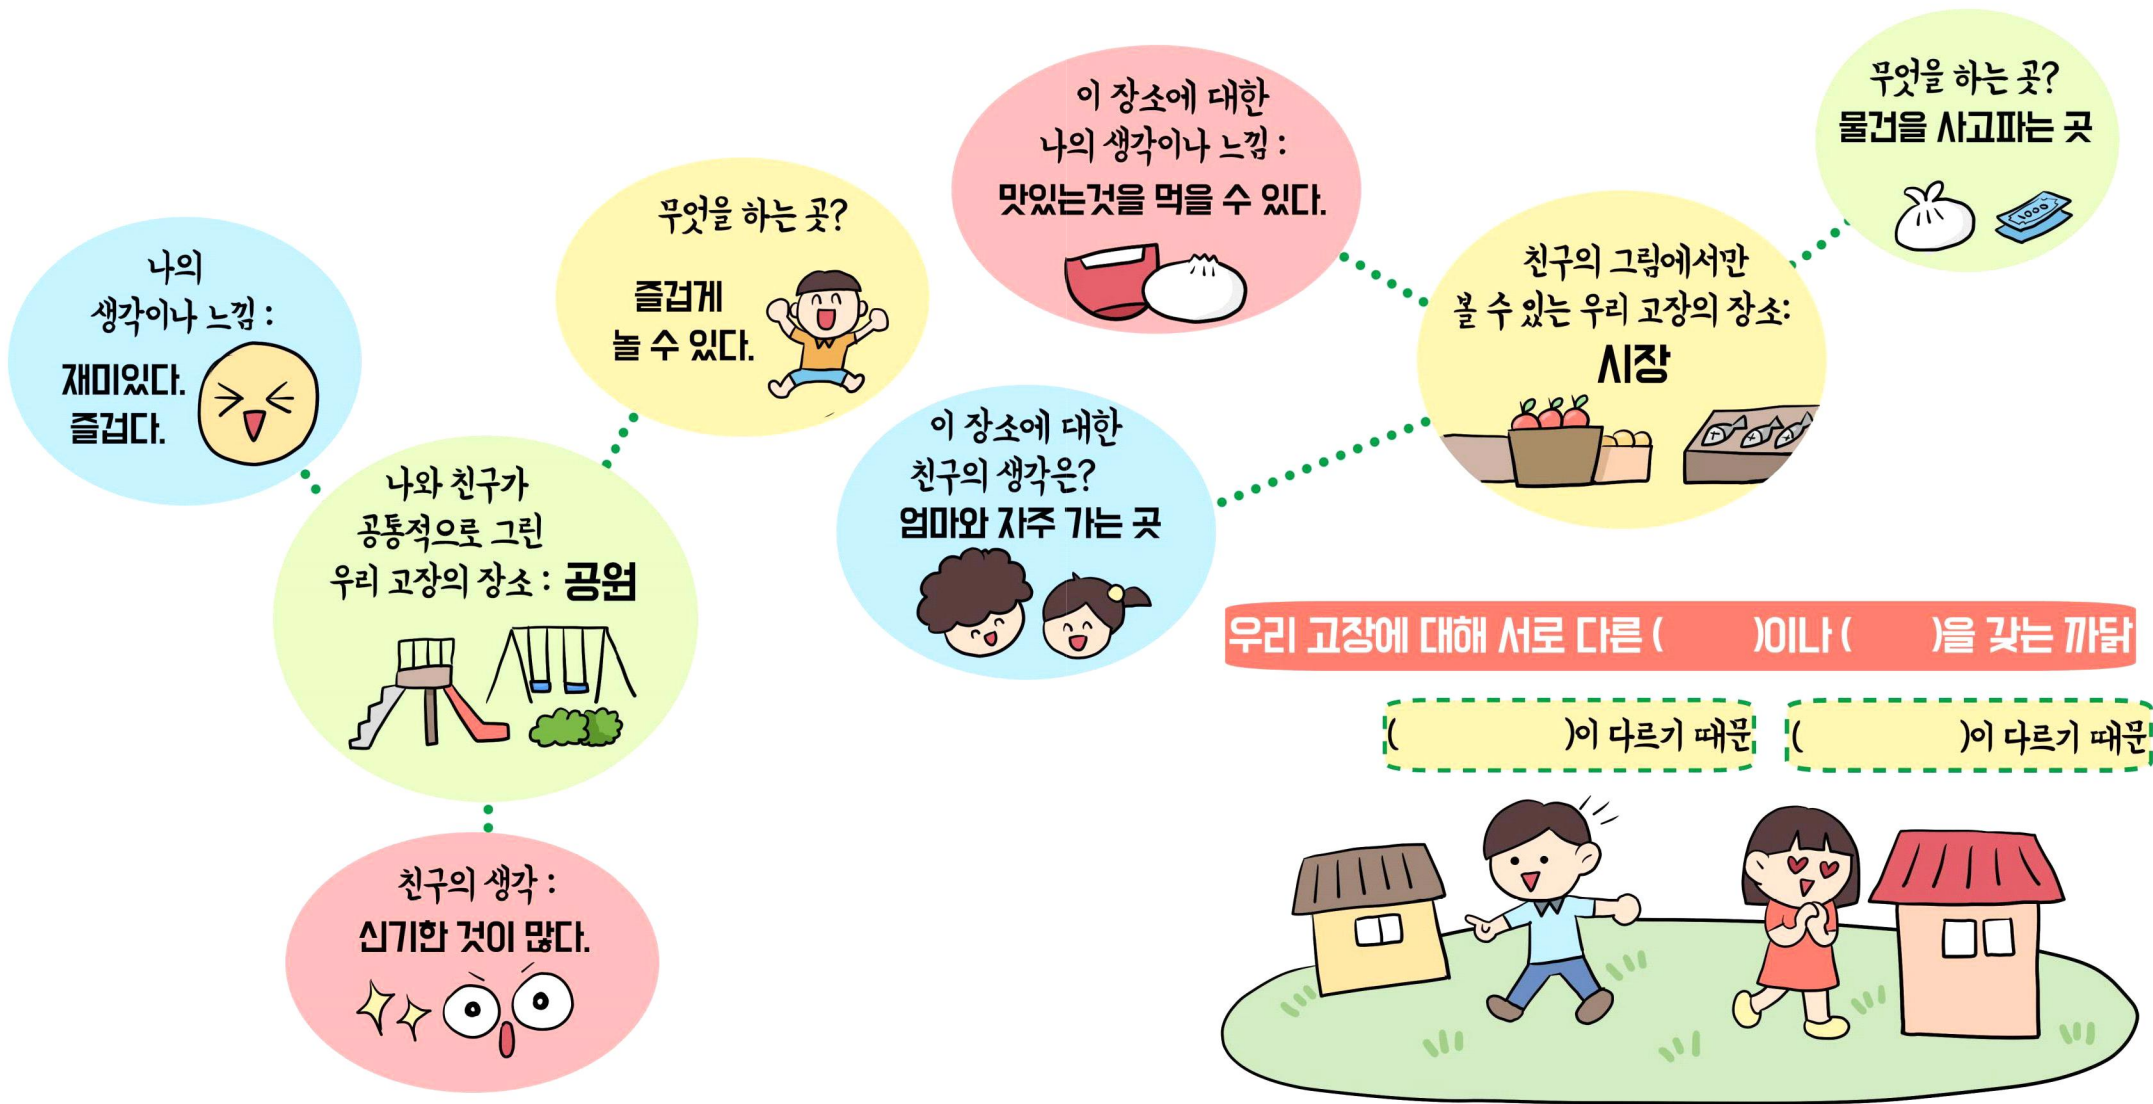 나의
생각이나 느낌 :
재미있다.
즐겁다.
무엇을 하는 곳?
즐겁게
놀 수 있다.
나와 친구가
공통적으로 그린
우리 고장의 장소 : 공원
친구의 생각 :
신기한 것이 많다.
이 장소에 대한
나의 생각이나 느낌 :
맛있는것을 먹을 수 있다.
무엇을 하는 곳?
물건을 사고파는 곳
1000
친구의 그림에서만
볼 수 있는 우리 고장의 장소:
시장
이 장소에 대한
친구의 생각은?
엄마와 자주 가는 곳
우리 고장에 대해 서로 다른 ( )이나 ( )을 갖는 까닭
( )이 다르기 때문
( )이 다르기 때문